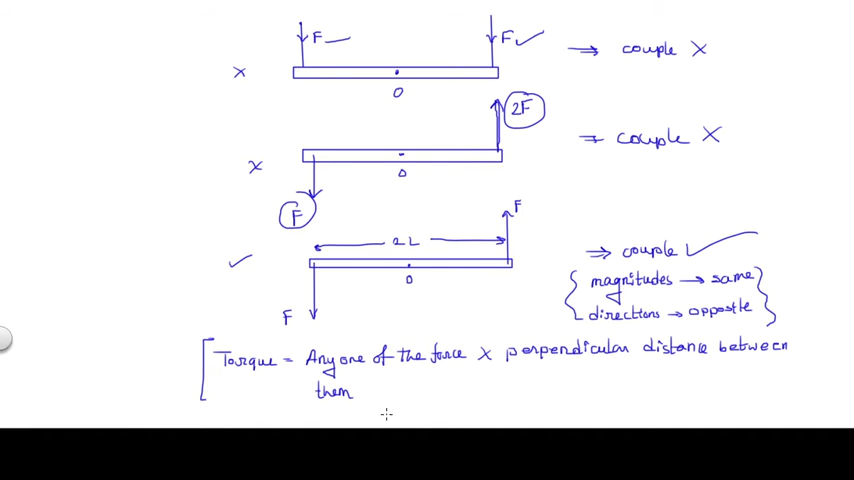 F F → couple X
X
O
2F
→ couple X
X
O
F
F
2L
→ couple
O
magnitudes → same
directions → opposite
F
Torque = Any one of the force X perpendicular distance between
them